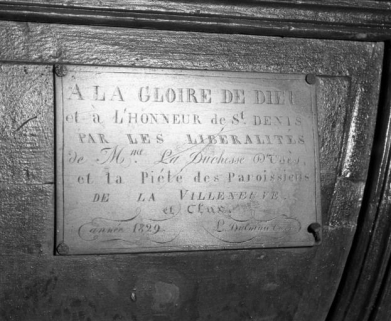 A LA GLOIRE DE DIEU
et à L'HONNEUR de St. DENIS
PAR LES LIBÉRALITÉS
de Mme. La Duchesse
et la Piété des Paroissiens
DE LA VILLENEUVE
et
année 1829.